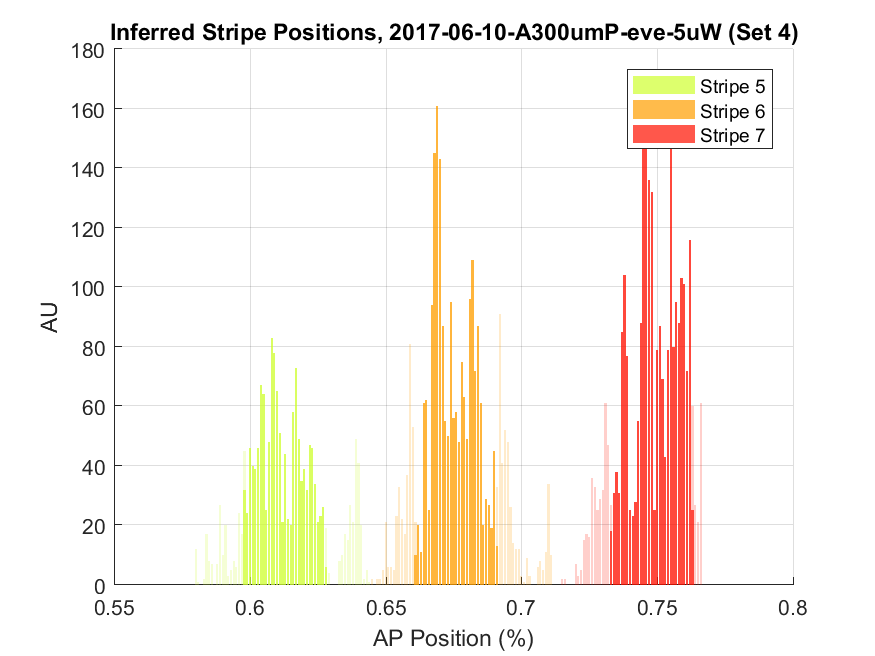 Inferred Stripe Positions, 2017-06-10-A300umP-eve-5uW (Set 4)
180
160
140
120
100
80
60
40
20
0
AU
Stripe 5
Stripe 6
Stripe 7
0.55 0.6 0.65 0.7 0.75 0.8
AP Position (%)